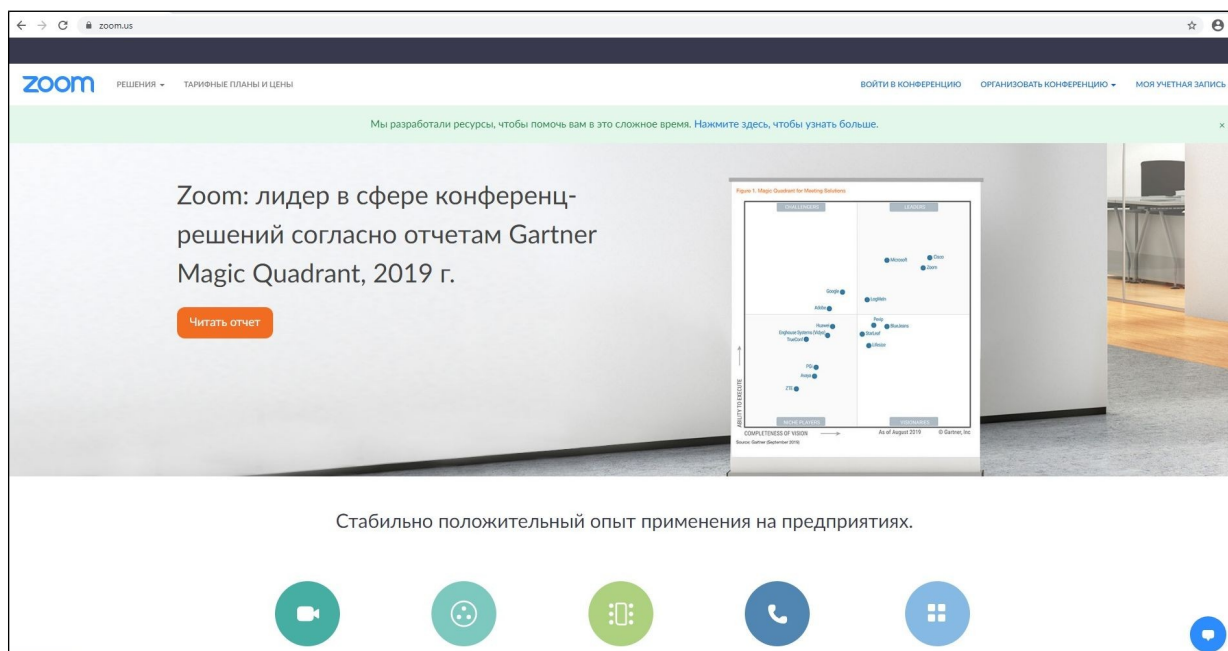 zoom.us
zoom
РЕШЕНИЯ
ТАРИФНЫЕ ПЛАНЫ И ЦЕНЫ
ВОЙТИ В КОНФЕРЕНЦИЮ
ОРГАНИЗОВАТЬ КОНФЕРЕНЦИЮ
МОЯ УЧЕТНАЯ ЗАПИСЬ
Мы разработали ресурсы, чтобы помочь вам в это сложное время. Нажмите здесь, чтобы узнать больше.
Zoom: лидер в сфере конференц-
решений согласно отчетам Gartner
Magic Quadrant, 2019 г.
Читать отчет
Figure 1. Magic Quadrant for Meeting Solutions
CHALLENGERS
LEADERS
Microsoft
Cisco
Zoom
Google
LogMeIn
Adobe
Pexip
Huawei
BlueJeans
Enghouse Systems (Vidyo)
StarLeaf
TrueConf
Lifesize
PGi
Avaya
ZTE
ABILITY TO EXECUTE
NICHE PLAYERS
VISIONARIES
COMPLETENESS OF VISION
As of August 2019
© Gartner, Inc
Source: Gartner (September 2019)
Стабильно положительный опыт применения на предприятиях.